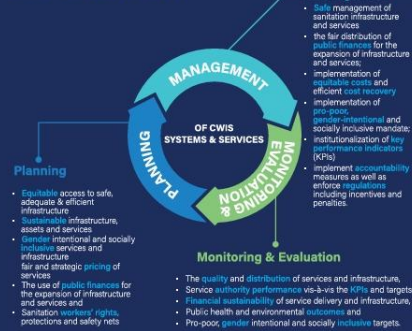 • Safe management of
sanitation infrastructure
and services
• the fair distribution of
public finances for the
expansion of infrastructure
and services;
• implementation of
equitable costs and
efficient cost recovery
• implementation of
pro-poor,
gender-intentional and
socially inclusive mandate;
• institutionalization of key
performance indicators
(KPIs)
• implement accountability
measures as well as
enforce regulations
including incentives and
penalties.
MANAGEMENT
OF CWIS
SYSTEMS & SERVICES
PLANNING
MONITORING &
EVALUATION
Planning
• Equitable access to safe,
adequate & efficient
infrastructure
• Sustainable infrastructure,
assets and services
• Gender intentional and socially
inclusive services and
infrastructure
fair and strategic pricing of
services
• The use of public finances for
the expansion of infrastructure
and services and
• Sanitation workers' rights,
protections and safety nets
Monitoring & Evaluation
• The quality and distribution of services and infrastructure,
• Service authority performance vis-à-vis the KPIs and targets
• Financial sustainability of service delivery and infrastructure,
• Public health and environmental outcomes and
• Pro-poor, gender intentional and socially inclusive targets.